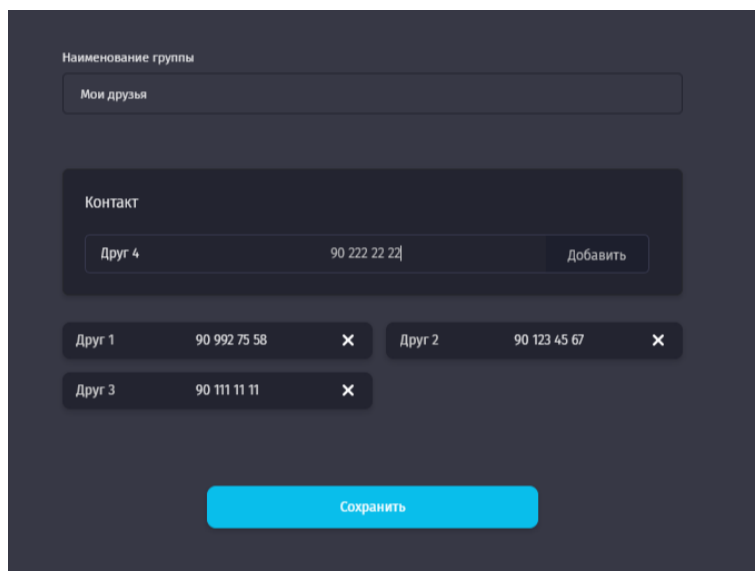 Наименование группы
Мои друзья
Контакт
Друг 4 90 222 22 22 Добавить
Друг 1 90 992 75 58 ✕ Друг 2 90 123 45 67 ✕
Друг 3 90 111 11 11 ✕
Сохранить